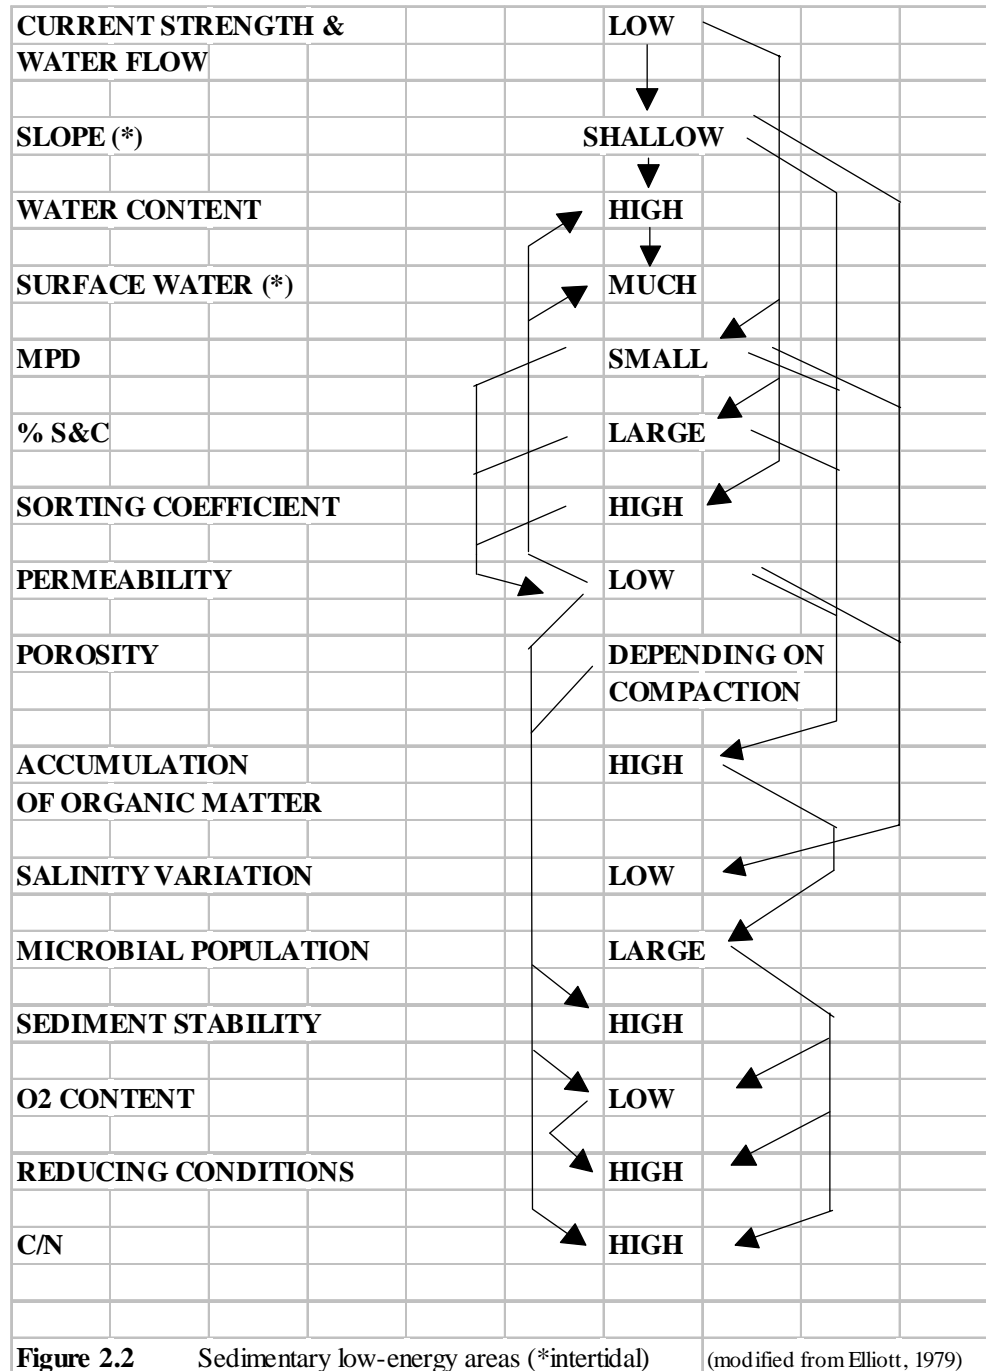 CURRENT STRENGTH & LOW
WATER FLOW
SLOPE (*) SHALLOW
WATER CONTENT HIGH
SURFACE WATER (*) MUCH
MPD SMALL
% S&C LARGE
SORTING COEFFICIENT HIGH
PERMEABILITY LOW
POROSITY DEPENDING ON
COMPACTION
ACCUMULATION HIGH
OF ORGANIC MATTER
SALINITY VARIATION LOW
MICROBIAL POPULATION LARGE
SEDIMENT STABILITY HIGH
O2 CONTENT LOW
REDUCING CONDITIONS HIGH
C/N HIGH
Figure 2.2 Sedimentary low-energy areas (*intertidal) (modified from Elliott, 1979)